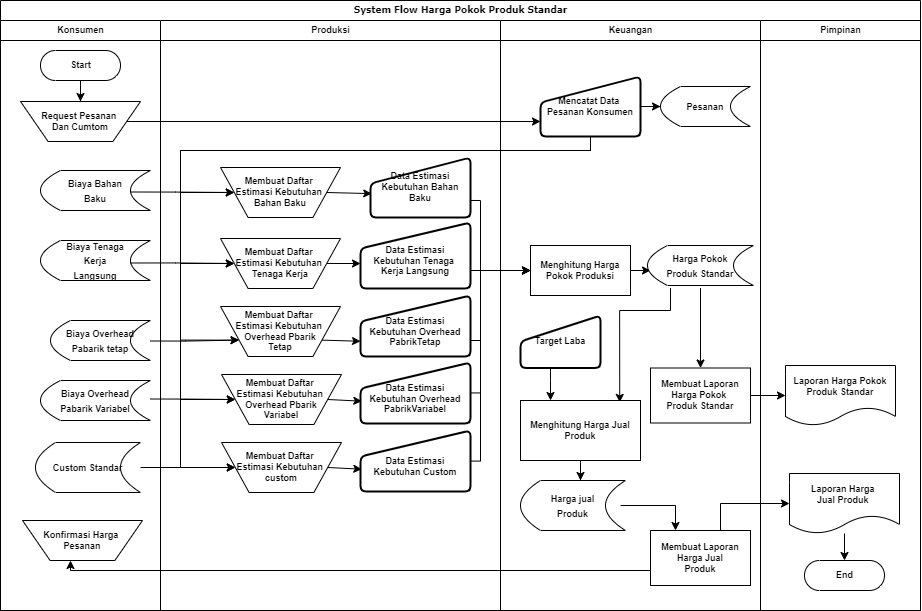 System Flow Harga Pokok Produk Standar
Konsumen
Produksi
Keuangan
Pimpinan
Start
Request Pesanan
Dan Cumtom
Mencatat Data
Pesanan Konsumen
Pesanan
Biaya Bahan
Baku
Membuat Daftar
Estimasi Kebutuhan
Bahan Baku
Data Estimasi
Kebutuhan Bahan
Baku
Biaya Tenaga
Kerja
Langsung
Membuat Daftar
Estimasi Kebutuhan
Tenaga Kerja
Data Estimasi
Kebutuhan Tenaga
Kerja Langsung
Menghitung Harga
Pokok Produksi
Harga Pokok
Produk Standar
Biaya Overhead
Pabarik tetap
Membuat Daftar
Estimasi Kebutuhan
Overhead Pbarik
Tetap
Data Estimasi
Kebutuhan Overhead
PabrikTetap
Target Laba
Biaya Overhead
Pabarik Variabel
Membuat Daftar
Estimasi Kebutuhan
Overhead Pbarik
Variabel
Data Estimasi
Kebutuhan Overhead
PabrikVariabel
Menghitung Harga Jual
Produk
Membuat Laporan
Harga Pokok
Produk Standar
Laporan Harga Pokok
Produk Standar
Custom Standar
Membuat Daftar
Estimasi Kebutuhan
custom
Data Estimasi
Kebutuhan Custom
Harga jual
Produk
Laporan Harga
Jual Produk
Konfirmasi Harga
Pesanan
Membuat Laporan
Harga Jual
Produk
End